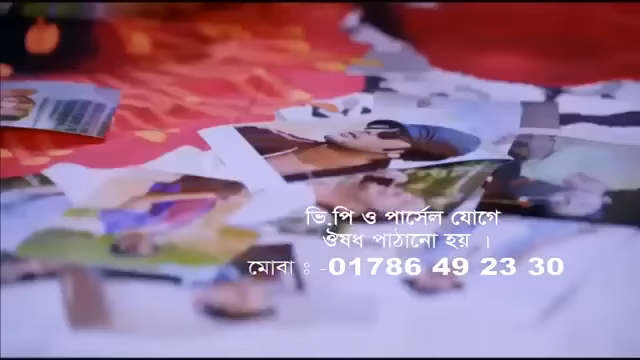 ভি.পি ও পার্সেল যোগে
ঔষধ পাঠানো হয় ।
মোবা ঃ -01786 49 23 30